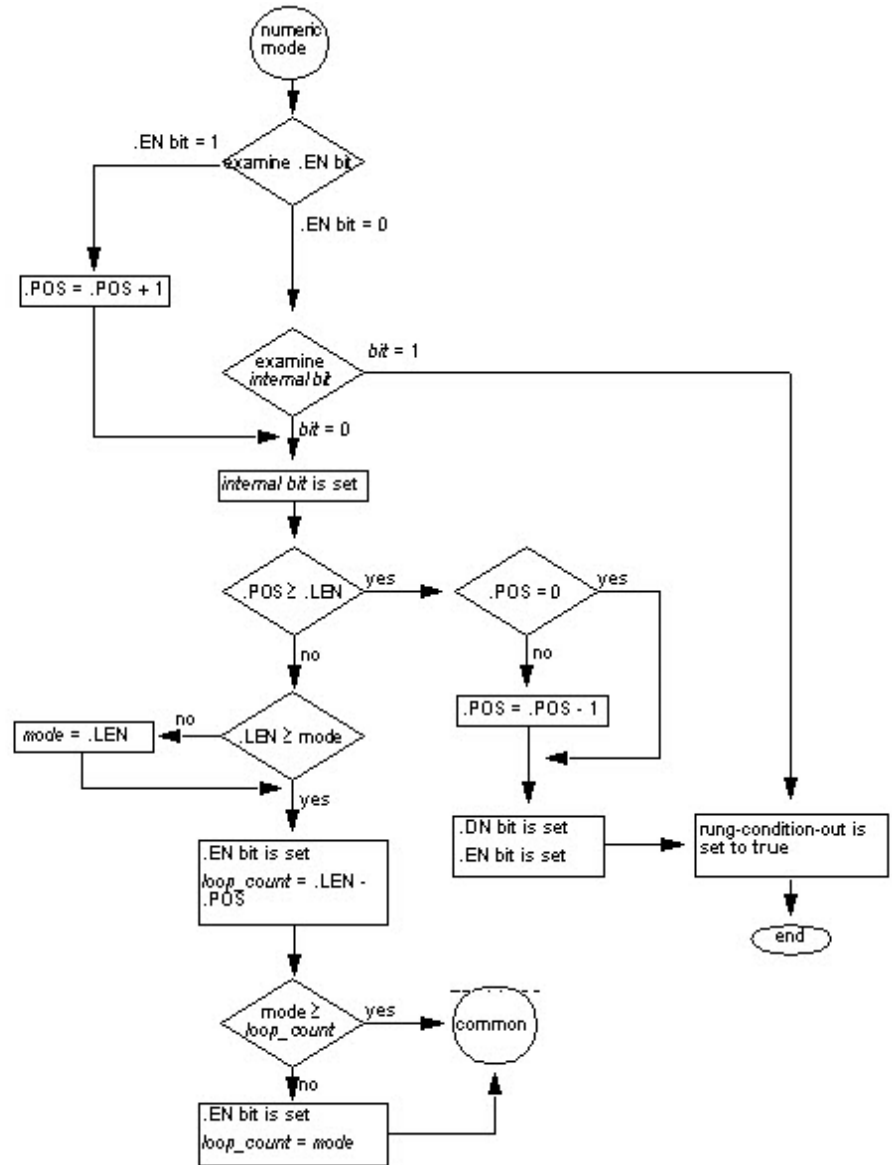 numeric
mode
.EN bit = 1
examine .EN bit
.EN bit = 0
.POS = .POS + 1
examine
internal bit
bit = 1
bit = 0
internal bit is set
.POS ≥ .LEN
yes
.POS = 0
yes
no
no
.POS = .POS - 1
mode = .LEN
no
.LEN ≥ mode
yes
.EN bit is set
loop_count = .LEN -
.POS
.DN bit is set
.EN bit is set
rung-condition-out is
set to true
end
mode ≥
loop_count
yes
common
no
.EN bit is set
loop_count = mode